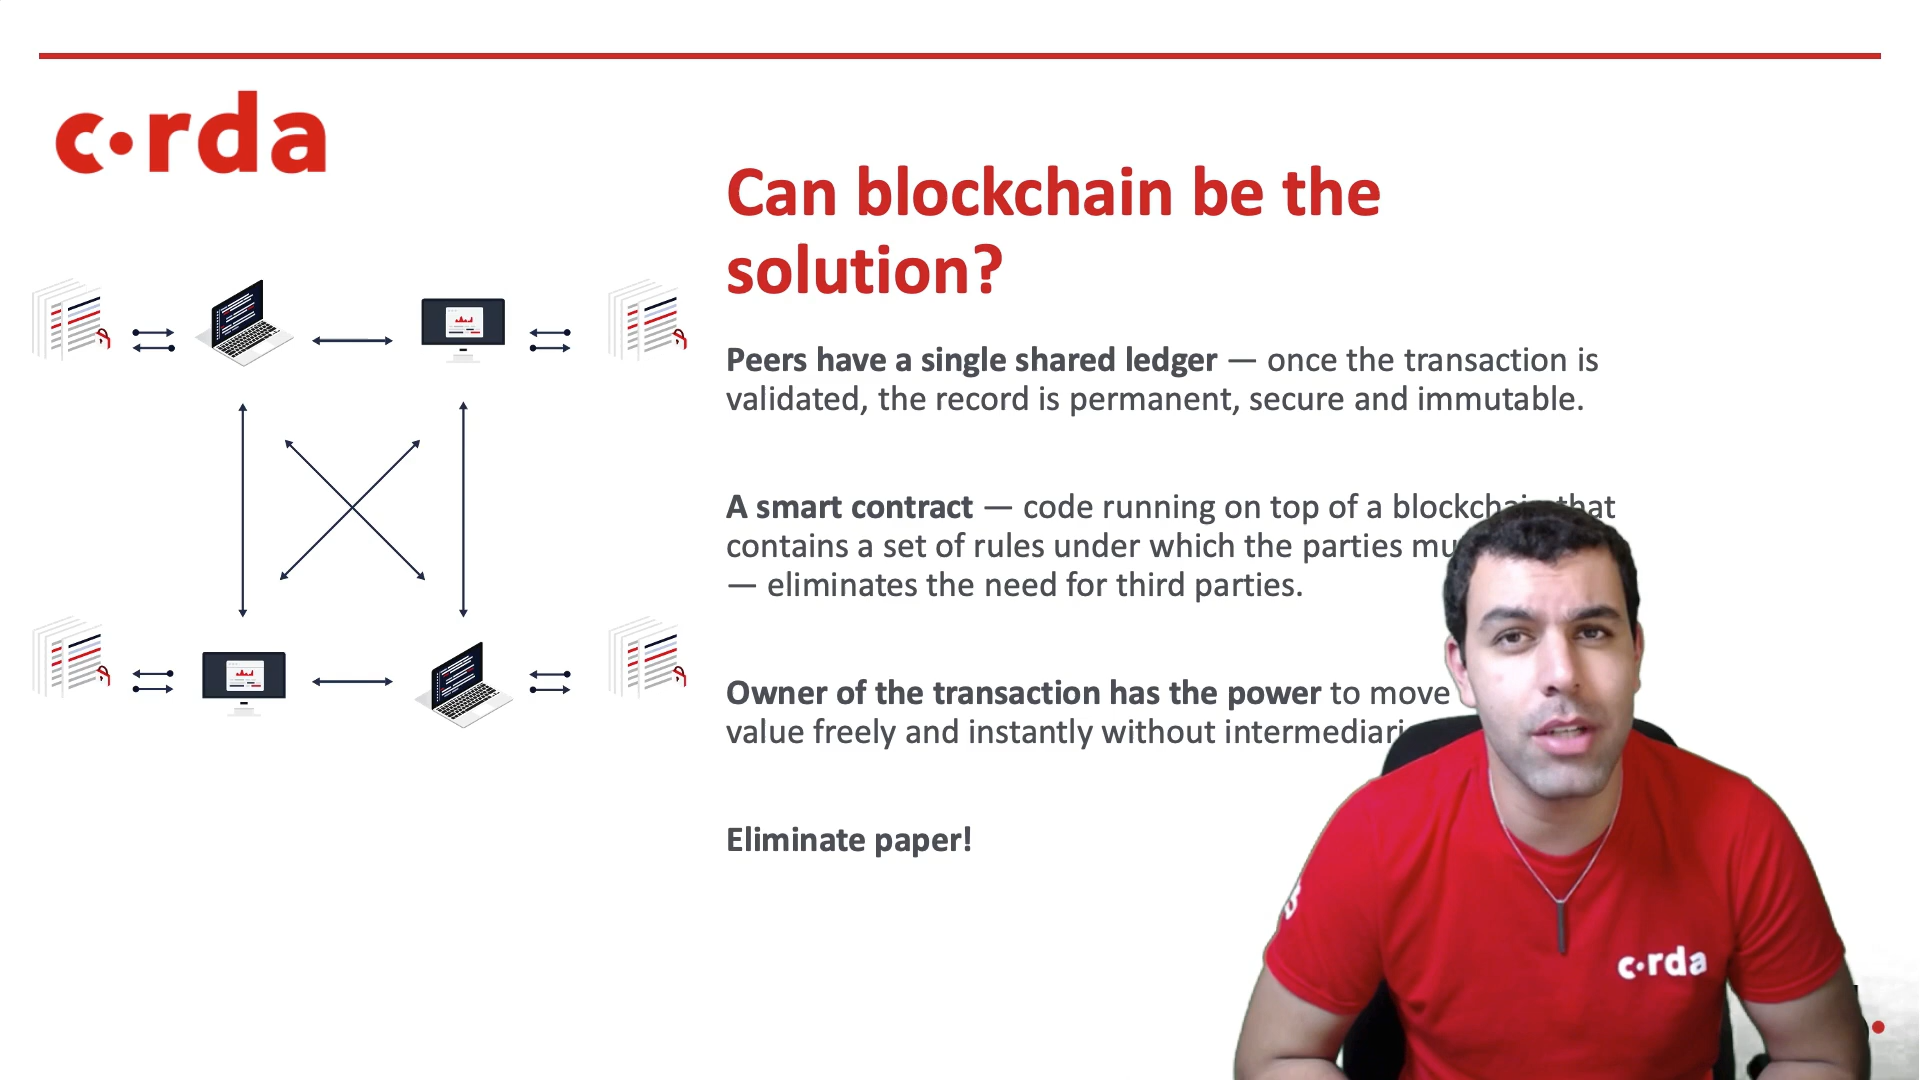 c•rda
Can blockchain be the
solution?
Peers have a single shared ledger — once the transaction is
validated, the record is permanent, secure and immutable.
A smart contract — code running on top of a blockchain that
contains a set of rules under which the parties
— eliminates the need for third parties.
Owner of the transaction has the power to move
value freely and instantly without
Eliminate paper!
c•rda